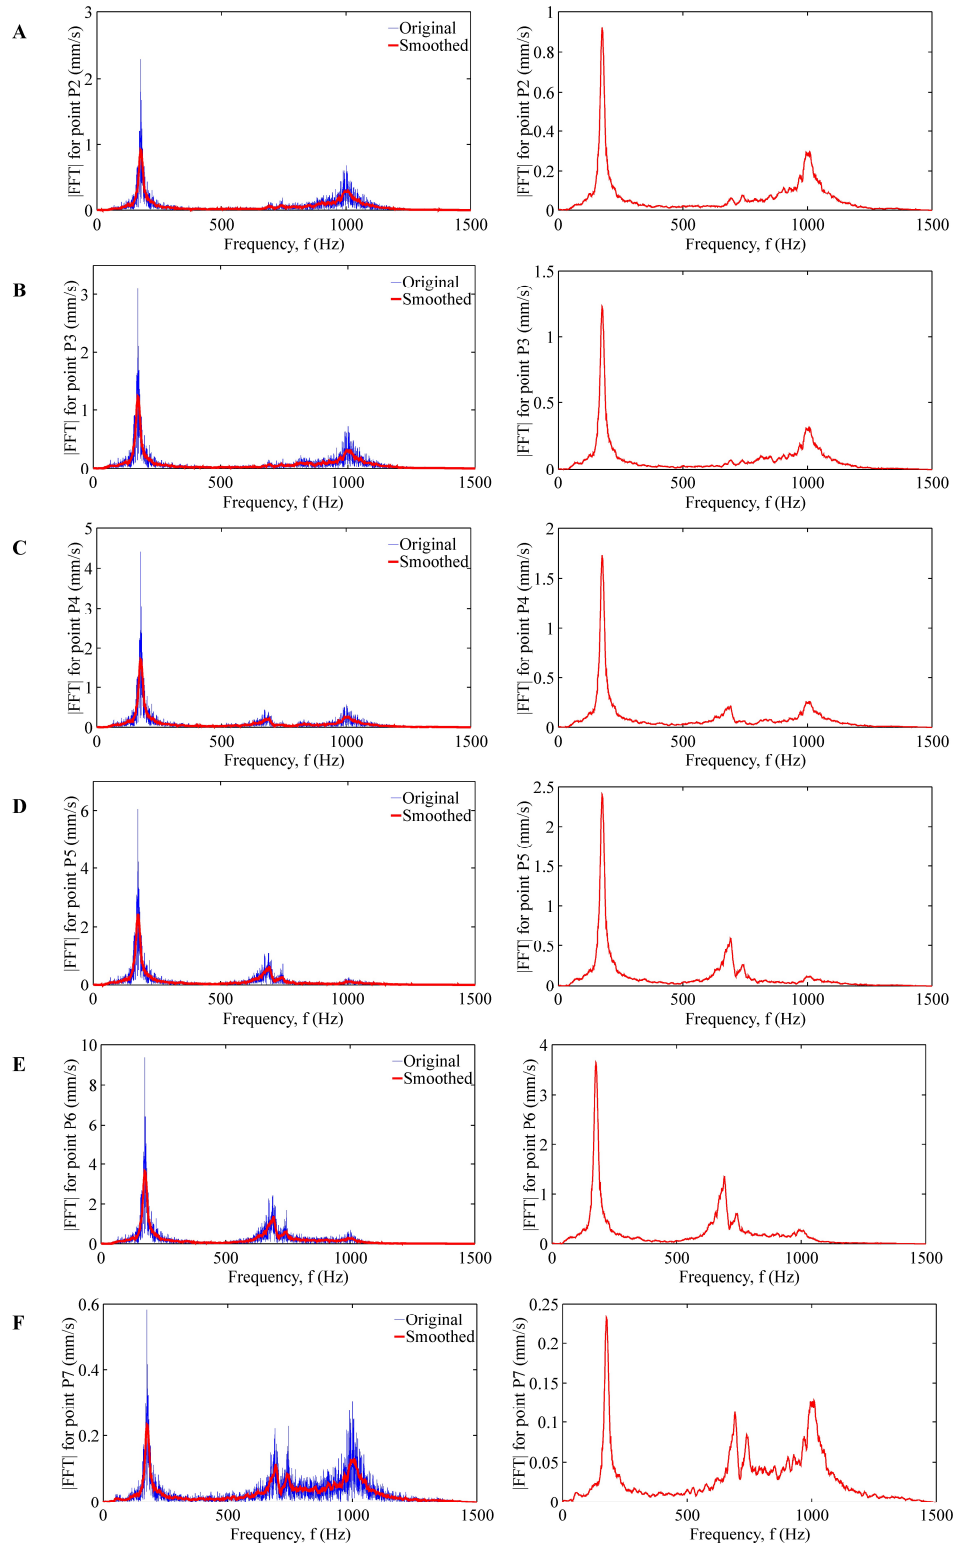 A
|FFT| for point P2 (mm/s)
3
2
1
0
0
500
1000
1500
Frequency, f (Hz)
Original
Smoothed
|FFT| for point P2 (mm/s)
1
0.8
0.6
0.4
0.2
0
0
500
1000
1500
Frequency, f (Hz)
B
|FFT| for point P3 (mm/s)
3
2
1
0
0
500
1000
1500
Frequency, f (Hz)
Original
Smoothed
|FFT| for point P3 (mm/s)
1.5
1
0.5
0
0
500
1000
1500
Frequency, f (Hz)
C
|FFT| for point P4 (mm/s)
5
4
3
2
1
0
0
500
1000
1500
Frequency, f (Hz)
Original
Smoothed
|FFT| for point P4 (mm/s)
2
1.5
1
0.5
0
0
500
1000
1500
Frequency, f (Hz)
D
|FFT| for point P5 (mm/s)
6
4
2
0
0
500
1000
1500
Frequency, f (Hz)
Original
Smoothed
|FFT| for point P5 (mm/s)
2.5
2
1.5
1
0.5
0
0
500
1000
1500
Frequency, f (Hz)
E
|FFT| for point P6 (mm/s)
10
8
6
4
2
0
0
500
1000
1500
Frequency, f (Hz)
Original
Smoothed
|FFT| for point P6 (mm/s)
4
3
2
1
0
0
500
1000
1500
Frequency, f (Hz)
F
|FFT| for point P7 (mm/s)
0.6
0.4
0.2
0
0
500
1000
1500
Frequency, f (Hz)
Original
Smoothed
|FFT| for point P7 (mm/s)
0.25
0.2
0.15
0.1
0.05
0
0
500
1000
1500
Frequency, f (Hz)